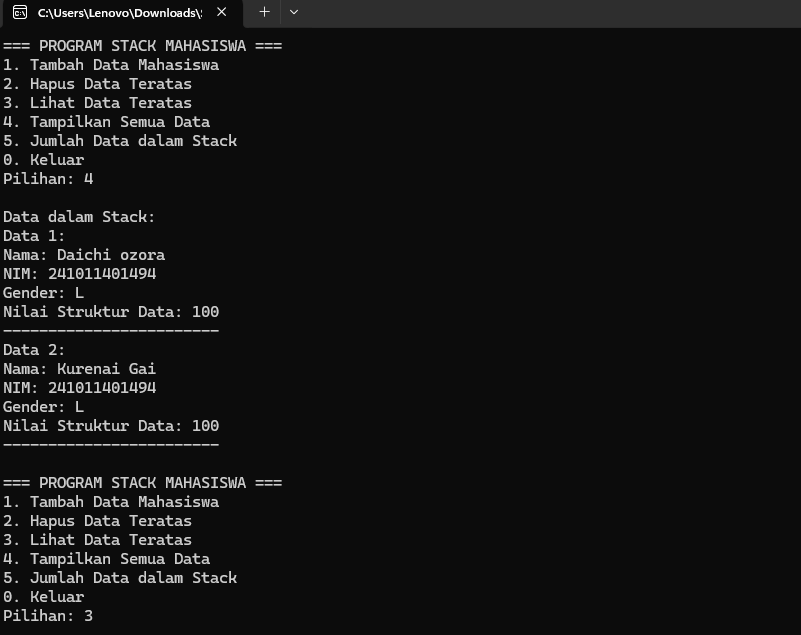 C:\Users\Lenovo\Downloads\
=== PROGRAM STACK MAHASISWA ===
1. Tambah Data Mahasiswa
2. Hapus Data Teratas
3. Lihat Data Teratas
4. Tampilkan Semua Data
5. Jumlah Data dalam Stack
0. Keluar
Pilihan: 4
Data dalam Stack:
Data 1:
Nama: Daichi ozora
NIM: 241011401494
Gender: L
Nilai Struktur Data: 100
------------------------
Data 2:
Nama: Kurenai Gai
NIM: 241011401494
Gender: L
Nilai Struktur Data: 100
------------------------
=== PROGRAM STACK MAHASISWA ===
1. Tambah Data Mahasiswa
2. Hapus Data Teratas
3. Lihat Data Teratas
4. Tampilkan Semua Data
5. Jumlah Data dalam Stack
0. Keluar
Pilihan: 3